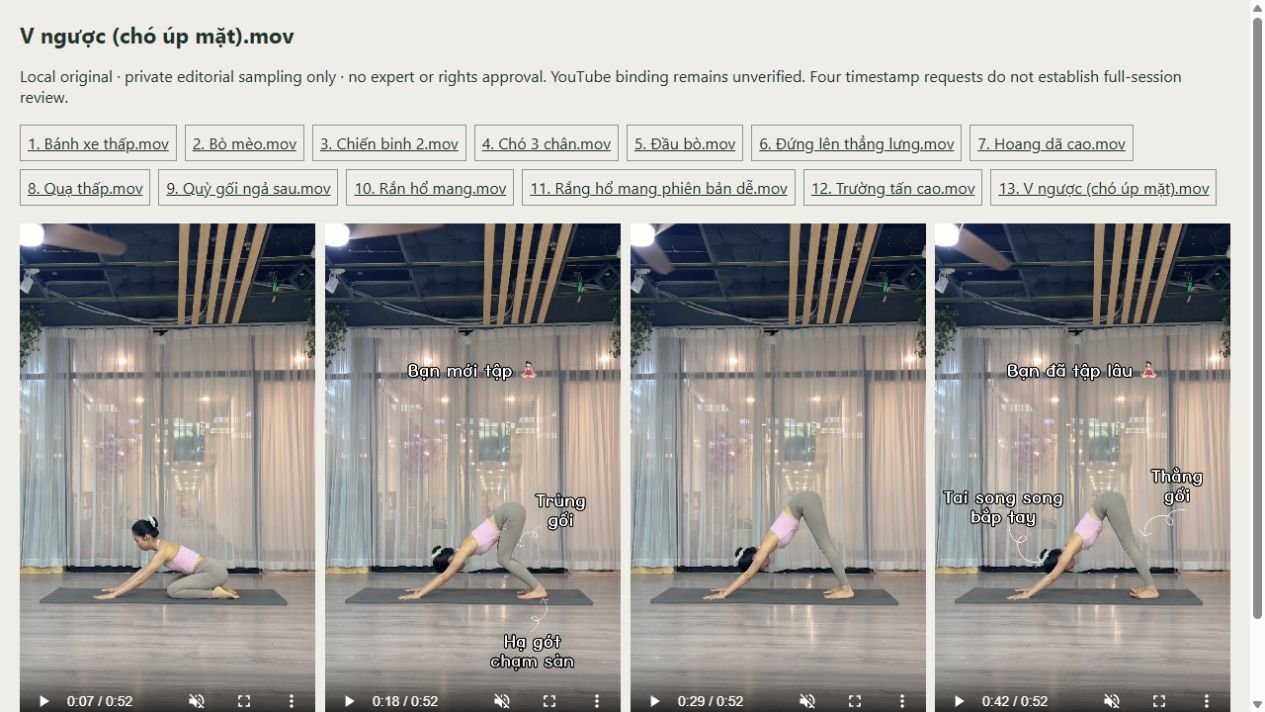 V ngược (chó úp mặt).mov
Local original · private editorial sampling only · no expert or rights approval. YouTube binding remains unverified. Four timestamp requests do not establish full-session
review.
1. Bánh xe thấp.mov
2. Bò mèo.mov
3. Chiến binh 2.mov
4. Chó 3 chân.mov
5. Đầu bò.mov
6. Đứng lên thẳng lưng.mov
7. Hoang dã cao.mov
8. Quạ thấp.mov
9. Quỳ gối ngả sau.mov
10. Rắn hổ mang.mov
11. Rắng hổ mang phiên bản dễ.mov
12. Trường tấn cao.mov
13. V ngược (chó úp mặt).mov
0:07 / 0:52
Bạn mới tập
Trùng
gối
Hạ gót
chạm sàn
0:18 / 0:52
0:29 / 0:52
Bạn đã tập lâu
Thẳng
gối
Tai song song
bắp tay
0:42 / 0:52